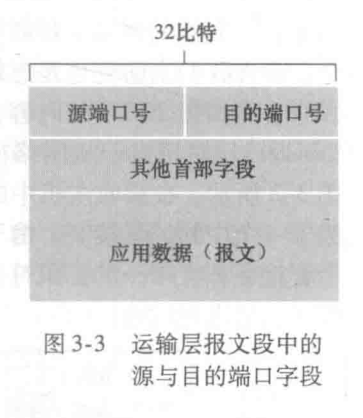 32比特
源端口号 目的端口号
其他首部字段
应用数据（报文）
图 3-3 运输层报文段中的
源与目的端口字段